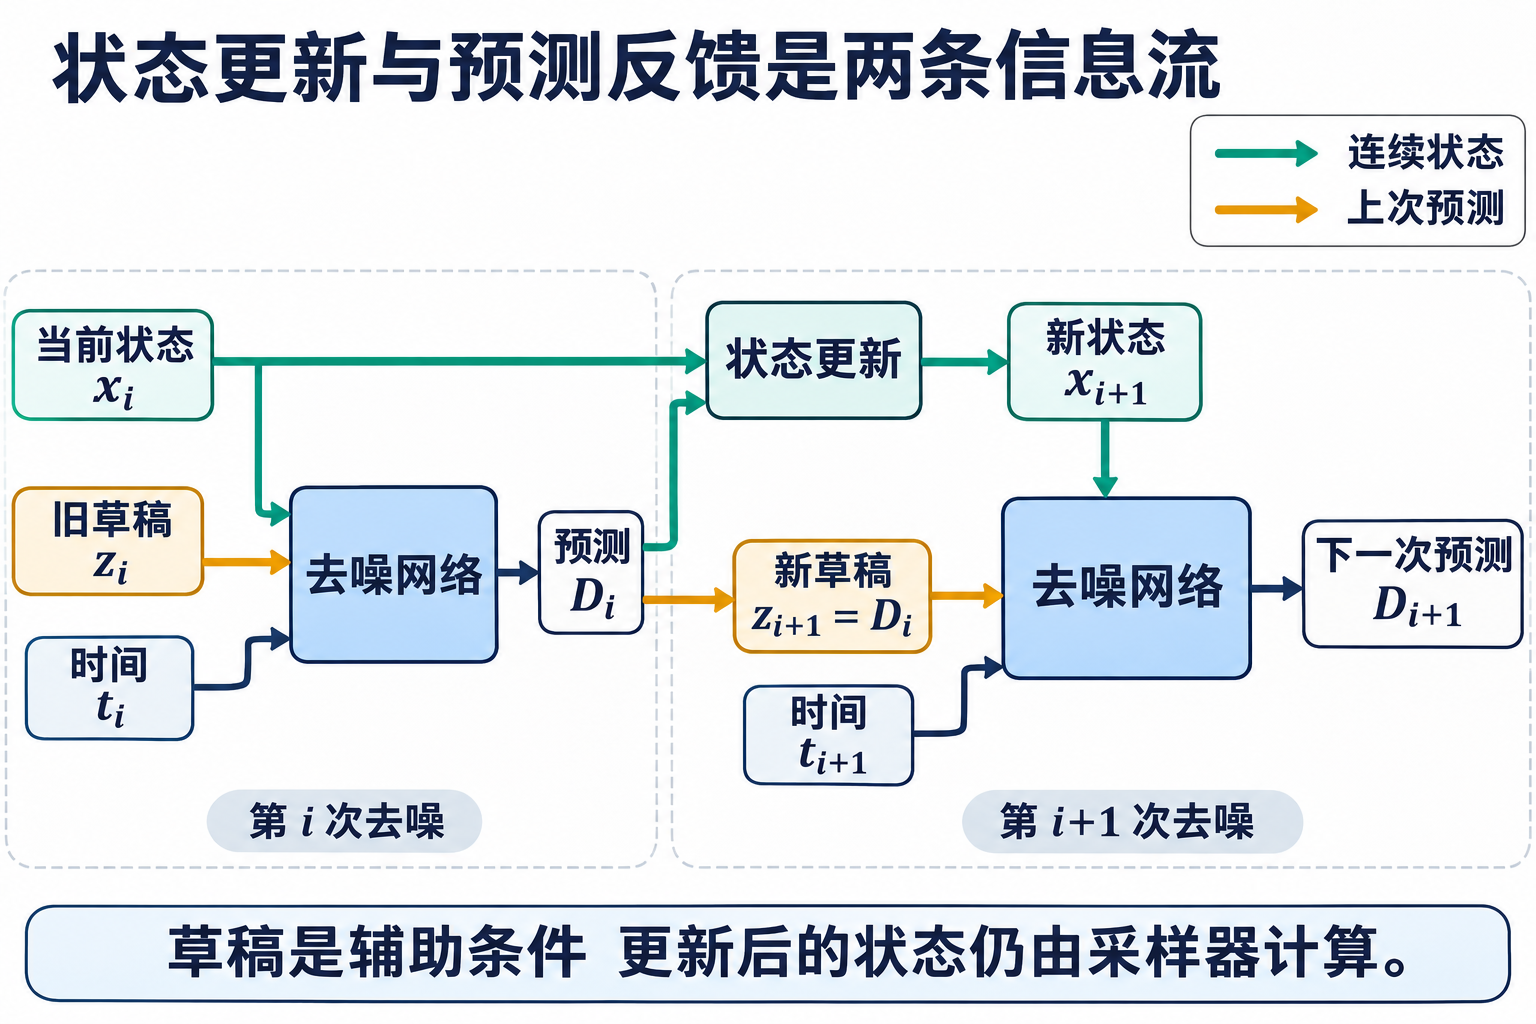 状态更新与预测反馈是两条信息流
连续状态
上次预测
当前状态
x_i
旧草稿
z_i
时间
t_i
去噪网络
预测
D_i
第 i 次去噪
状态更新
新状态
x_{i+1}
新草稿
z_{i+1} = D_i
时间
t_{i+1}
去噪网络
下一次预测
D_{i+1}
第 i+1 次去噪
草稿是辅助条件 更新后的状态仍由采样器计算。